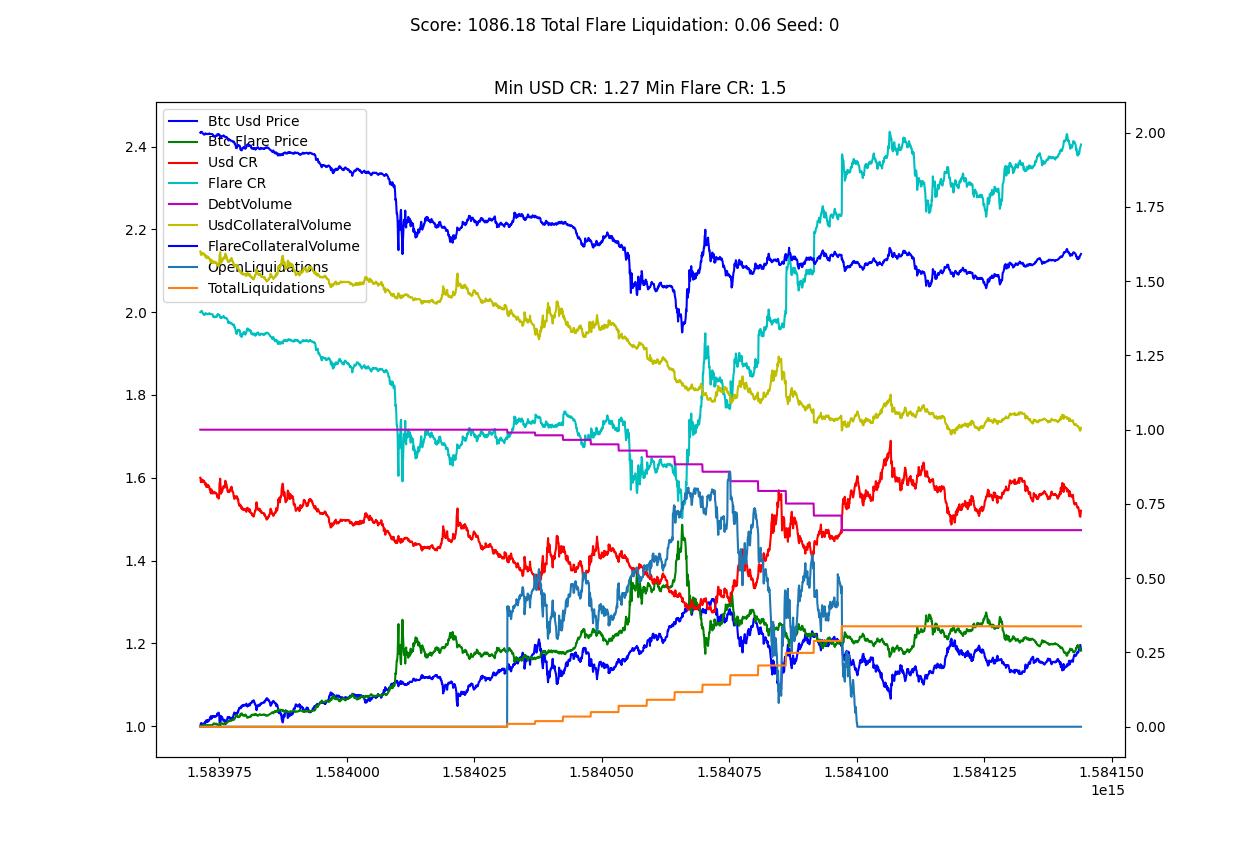 Score: 1086.18 Total Flare Liquidation: 0.06 Seed: 0
Min USD CR: 1.27 Min Flare CR: 1.5
Btc Usd Price
Btc Flare Price
Usd CR
Flare CR
DebtVolume
UsdCollateralVolume
FlareCollateralVolume
OpenLiquidations
TotalLiquidations
2.4
2.2
2.0
1.8
1.6
1.4
1.2
1.0
2.00
1.75
1.50
1.25
1.00
0.75
0.50
0.25
0.00
1.583975 1.584000 1.584025 1.584050 1.584075 1.584100 1.584125 1.584150
1e15